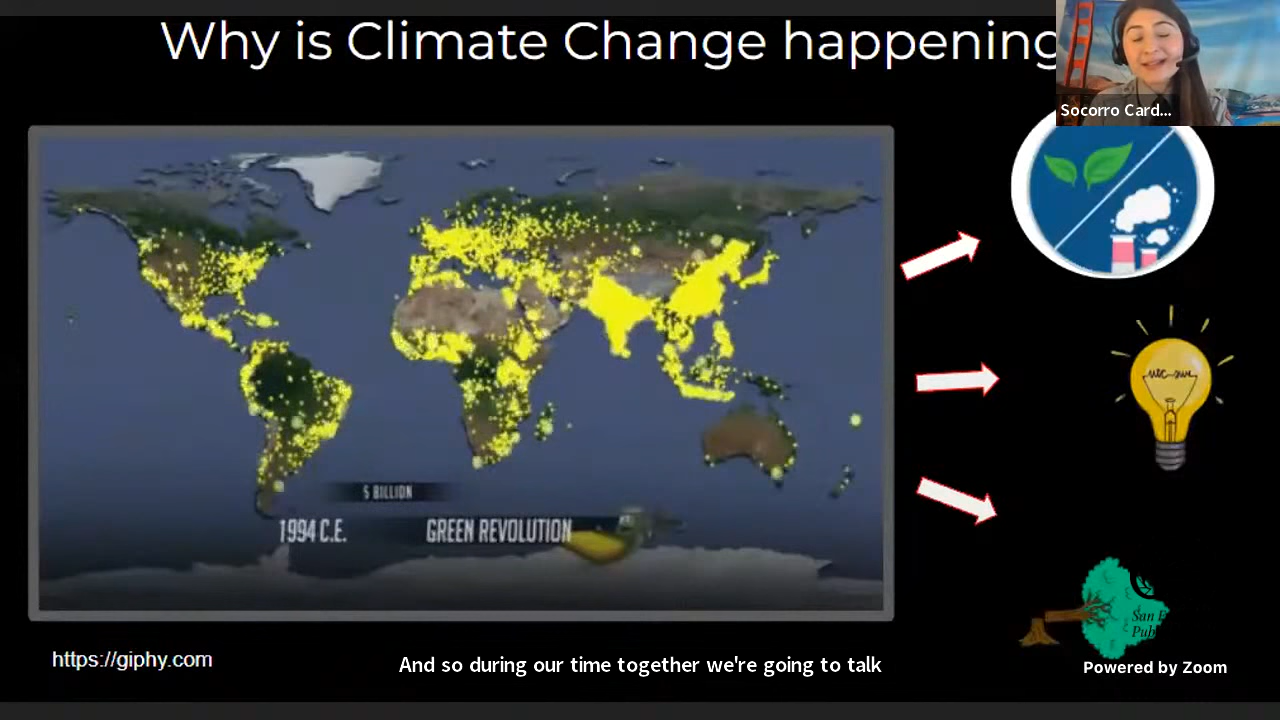 Why is Climate Change happening
Socorro Card...
5 BILLION
1994 C.E.
GREEN REVOLUTION
San
https://giphy.com
And so during our time together we're going to talk
Powered by Zoom